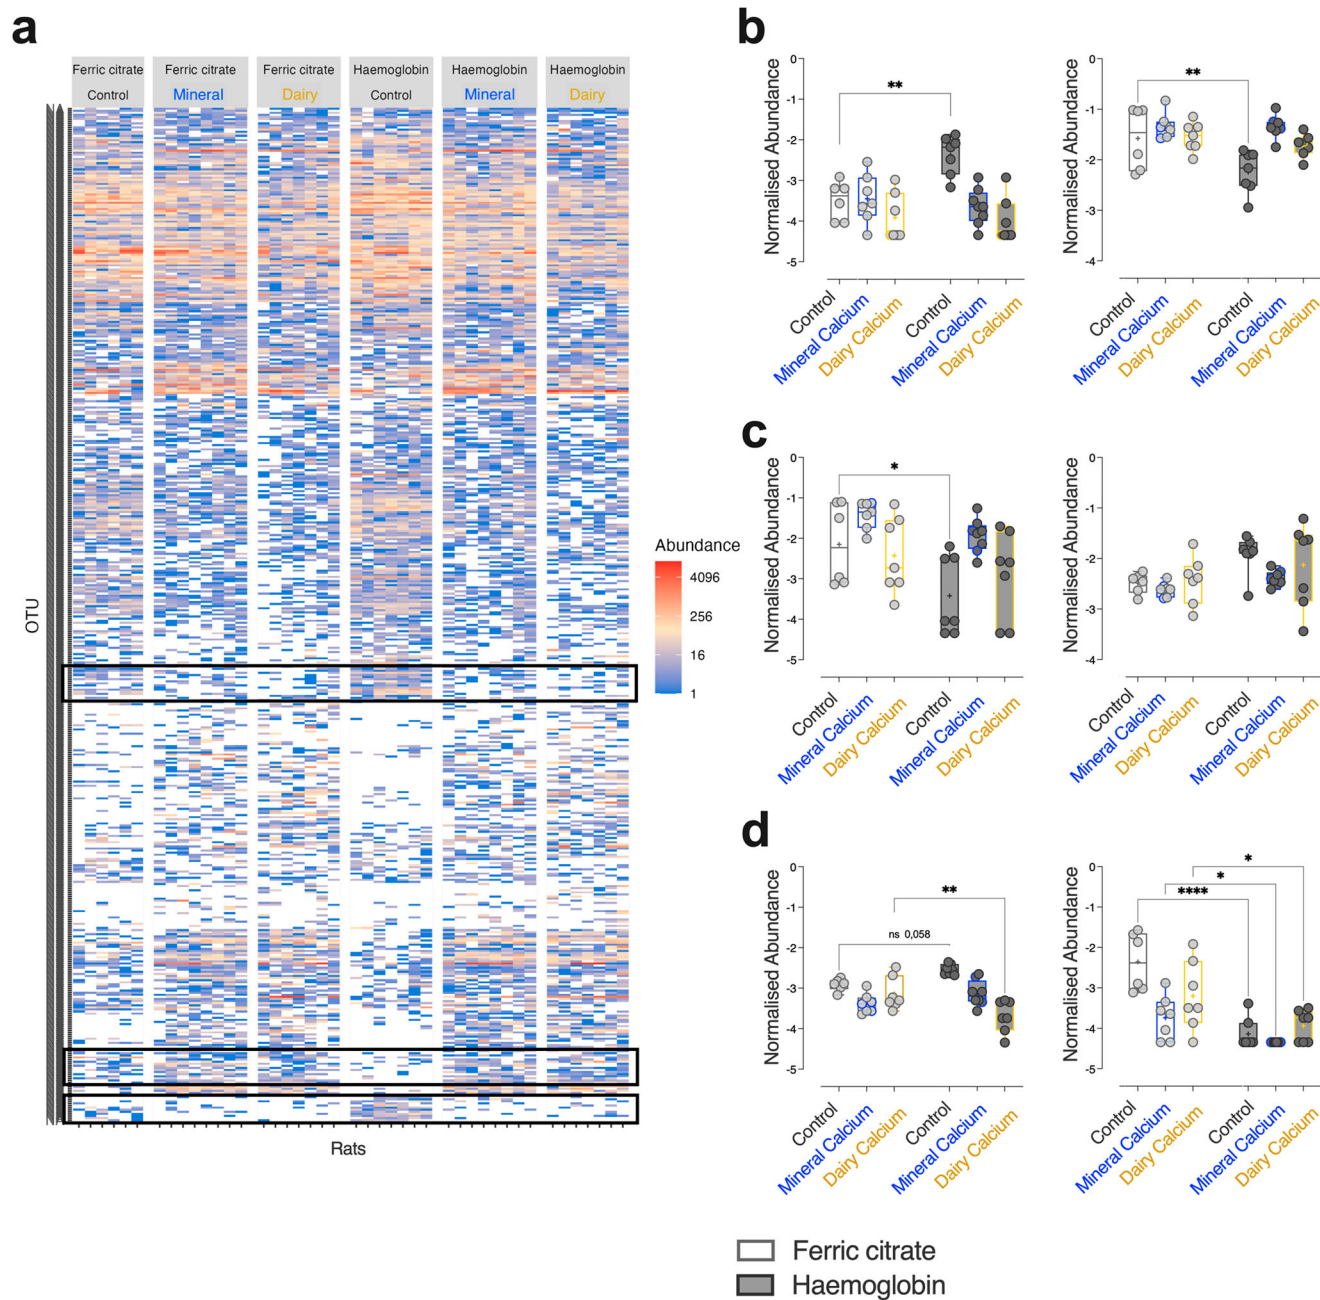 a
Ferric citrate Ferric citrate Ferric citrate Haemoglobin Haemoglobin Haemoglobin
Control Mineral Dairy Control Mineral Dairy
OTU
Rats
Abundance
4096
256
16
1
b
Normalised Abundance
0
-1
-2
-3
-4
-5
**
Control
Mineral Calcium
Dairy Calcium
Control
Mineral Calcium
Dairy Calcium
Normalised Abundance
0
-1
-2
-3
-4
**
Control
Mineral Calcium
Dairy Calcium
Control
Mineral Calcium
Dairy Calcium
c
Normalised Abundance
0
-1
-2
-3
-4
-5
*
Control
Mineral Calcium
Dairy Calcium
Control
Mineral Calcium
Dairy Calcium
Normalised Abundance
0
-1
-2
-3
-4
Control
Mineral Calcium
Dairy Calcium
Control
Mineral Calcium
Dairy Calcium
d
Normalised Abundance
0
-1
-2
-3
-4
-5
**
ns 0,058
Control
Mineral Calcium
Dairy Calcium
Control
Mineral Calcium
Dairy Calcium
Normalised Abundance
0
-1
-2
-3
-4
-5
*
*
****
Control
Mineral Calcium
Dairy Calcium
Control
Mineral Calcium
Dairy Calcium
Ferric citrate
Haemoglobin